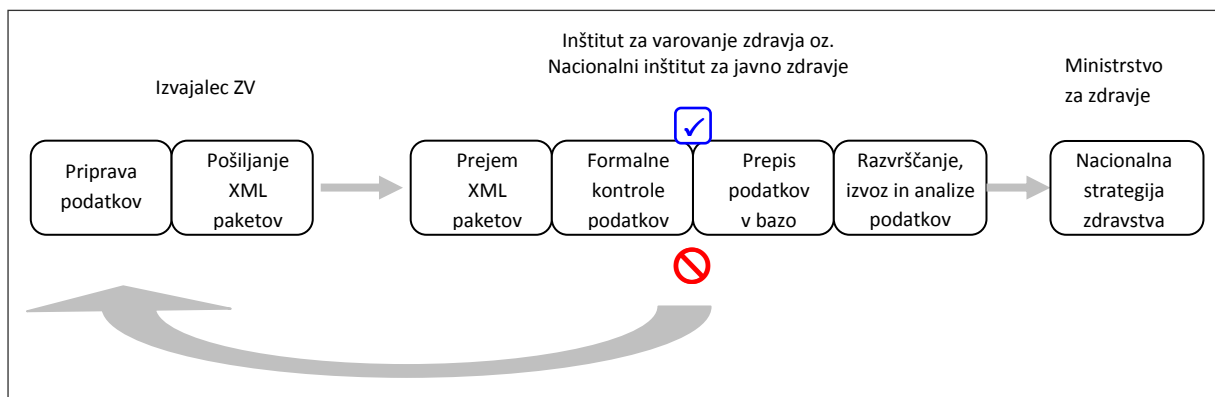 Inštitut za varovanje zdravja oz.
Nacionalni inštitut za javno zdravje
Ministrstvo
za zdravje
Izvajalec ZV
Priprava
podatkov
Pošiljanje
XML
paketov
Prejem
XML
paketov
Formalne
kontrole
podatkov
Prepis
podatkov
v bazo
Razvrščanje,
izvoz in analize
podatkov
Nacionalna
strategija
zdravstva